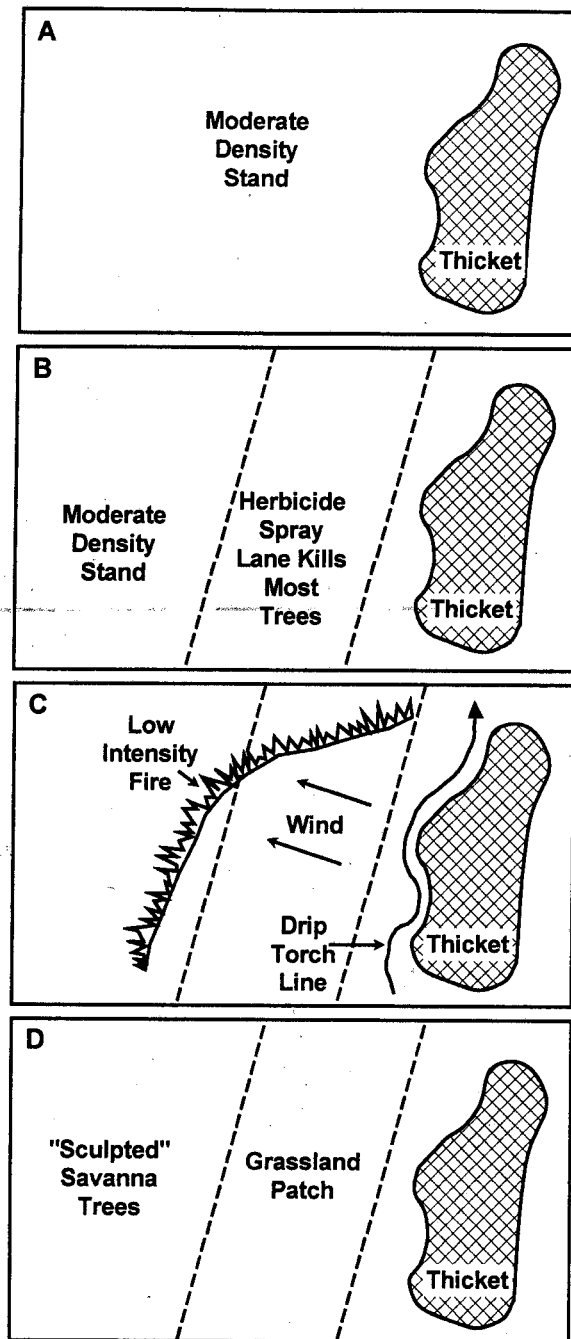 A
Moderate
Density
Stand
Thicket
B
Moderate
Density
Stand
Herbicide
Spray
Lane Kills
Most
Trees
Thicket
C
Low
Intensity
Fire
Wind
Drip
Torch
Line
Thicket
D
"Sculpted"
Savanna
Trees
Grassland
Patch
Thicket